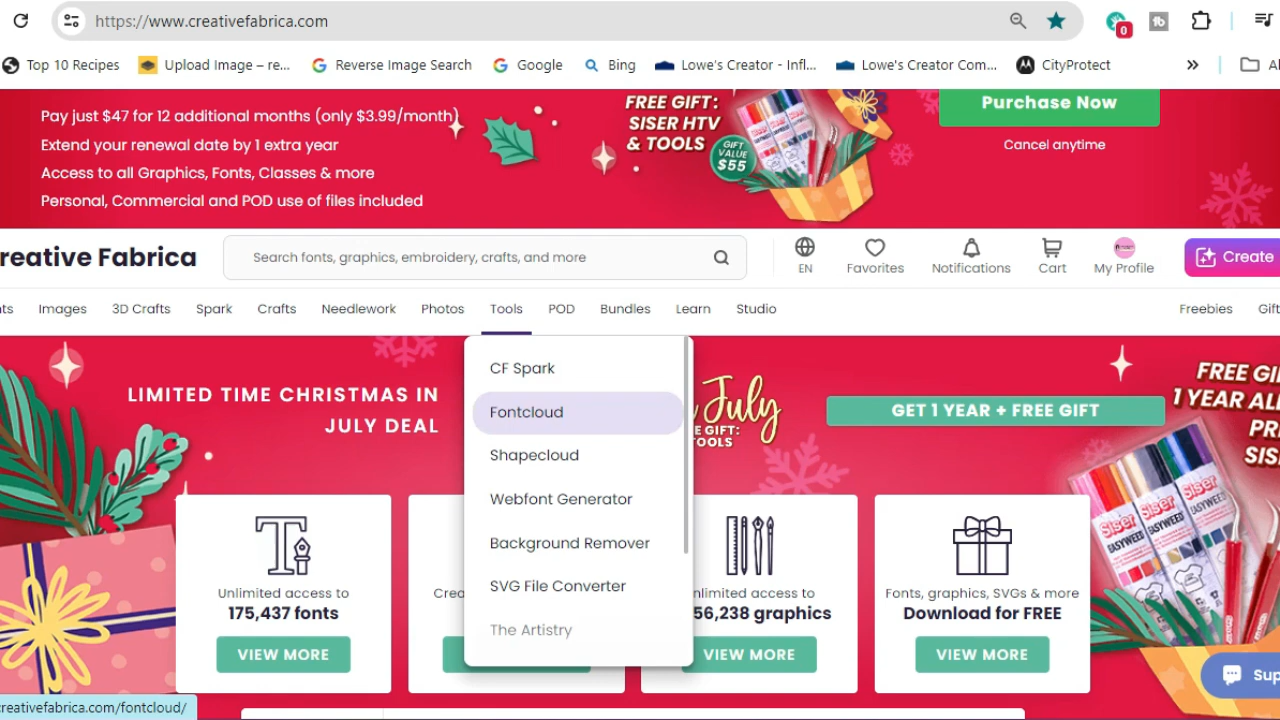 https://www.creativefabrica.com
0
Top 10 Recipes
Upload Image – re...
Reverse Image Search
Google
Bing
Lowe's Creator - Infl...
Lowe's Creator Com...
CityProtect
»
Pay just $47 for 12 additional months (only $3.99/month)
Extend your renewal date by 1 extra year
Access to all Graphics, Fonts, Classes & more
Personal, Commercial and POD use of files included
FREE GIFT:
SISER HTV
& TOOLS
GIFT
VALUE
$55
Purchase Now
Cancel anytime
reative Fabrica
Search fonts, graphics, embroidery, crafts, and more
EN
Favorites
Notifications
Cart
My Profile
Create
Images
3D Crafts
Spark
Crafts
Needlework
Photos
Tools
POD
Bundles
Learn
Studio
Freebies
Gift
CF Spark
Fontcloud
Shapecloud
Webfont Generator
Background Remover
SVG File Converter
The Artistry
LIMITED TIME CHRISTMAS IN
JULY DEAL
July
E GIFT:
TOOLS
GET 1 YEAR + FREE GIFT
FREE GI
1 YEAR AL
PR
SIS
Unlimited access to
175,437 fonts
VIEW MORE
Crea
nlimited access to
56,238 graphics
VIEW MORE
Fonts, graphics, SVGs & more
Download for FREE
VIEW MORE
Siser
EASYWEED
Siser
EASYWEED
Siser
EASYWEED
Sup
creativefabrica.com/fontcloud/